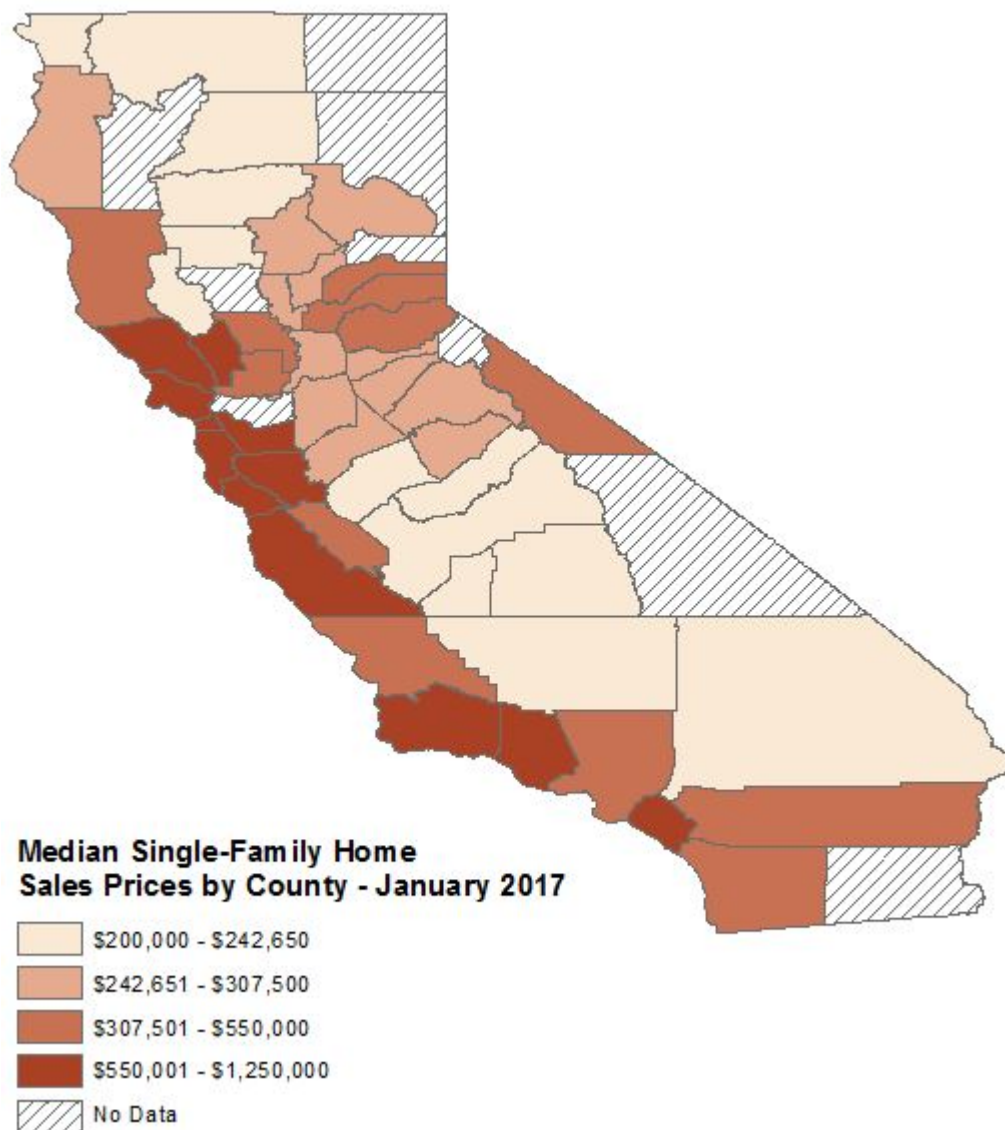 Median Single-Family Home
Sales Prices by County - January 2017
$200,000 - $242,650
$242,651 - $307,500
$307,501 - $550,000
$550,001 - $1,250,000
No Data